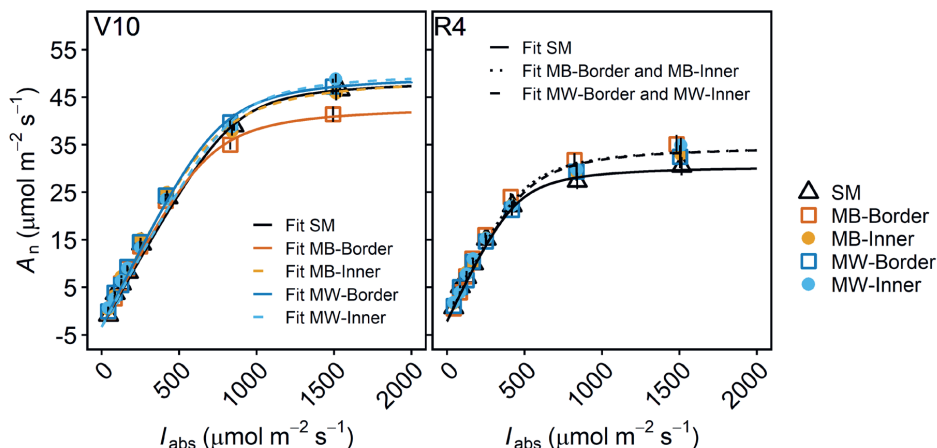 V10
R4
55
45
35
25
15
5
-5
Aₙ (μmol m⁻² s⁻¹)
Fit SM
Fit MB-Border
Fit MB-Inner
Fit MW-Border
Fit MW-Inner
Fit SM
Fit MB-Border and MB-Inner
Fit MW-Border and MW-Inner
SM
MB-Border
MB-Inner
MW-Border
MW-Inner
0 500 1000 1500 2000
0 500 1000 1500 2000
I_abs (μmol m⁻² s⁻¹)
I_abs (μmol m⁻² s⁻¹)